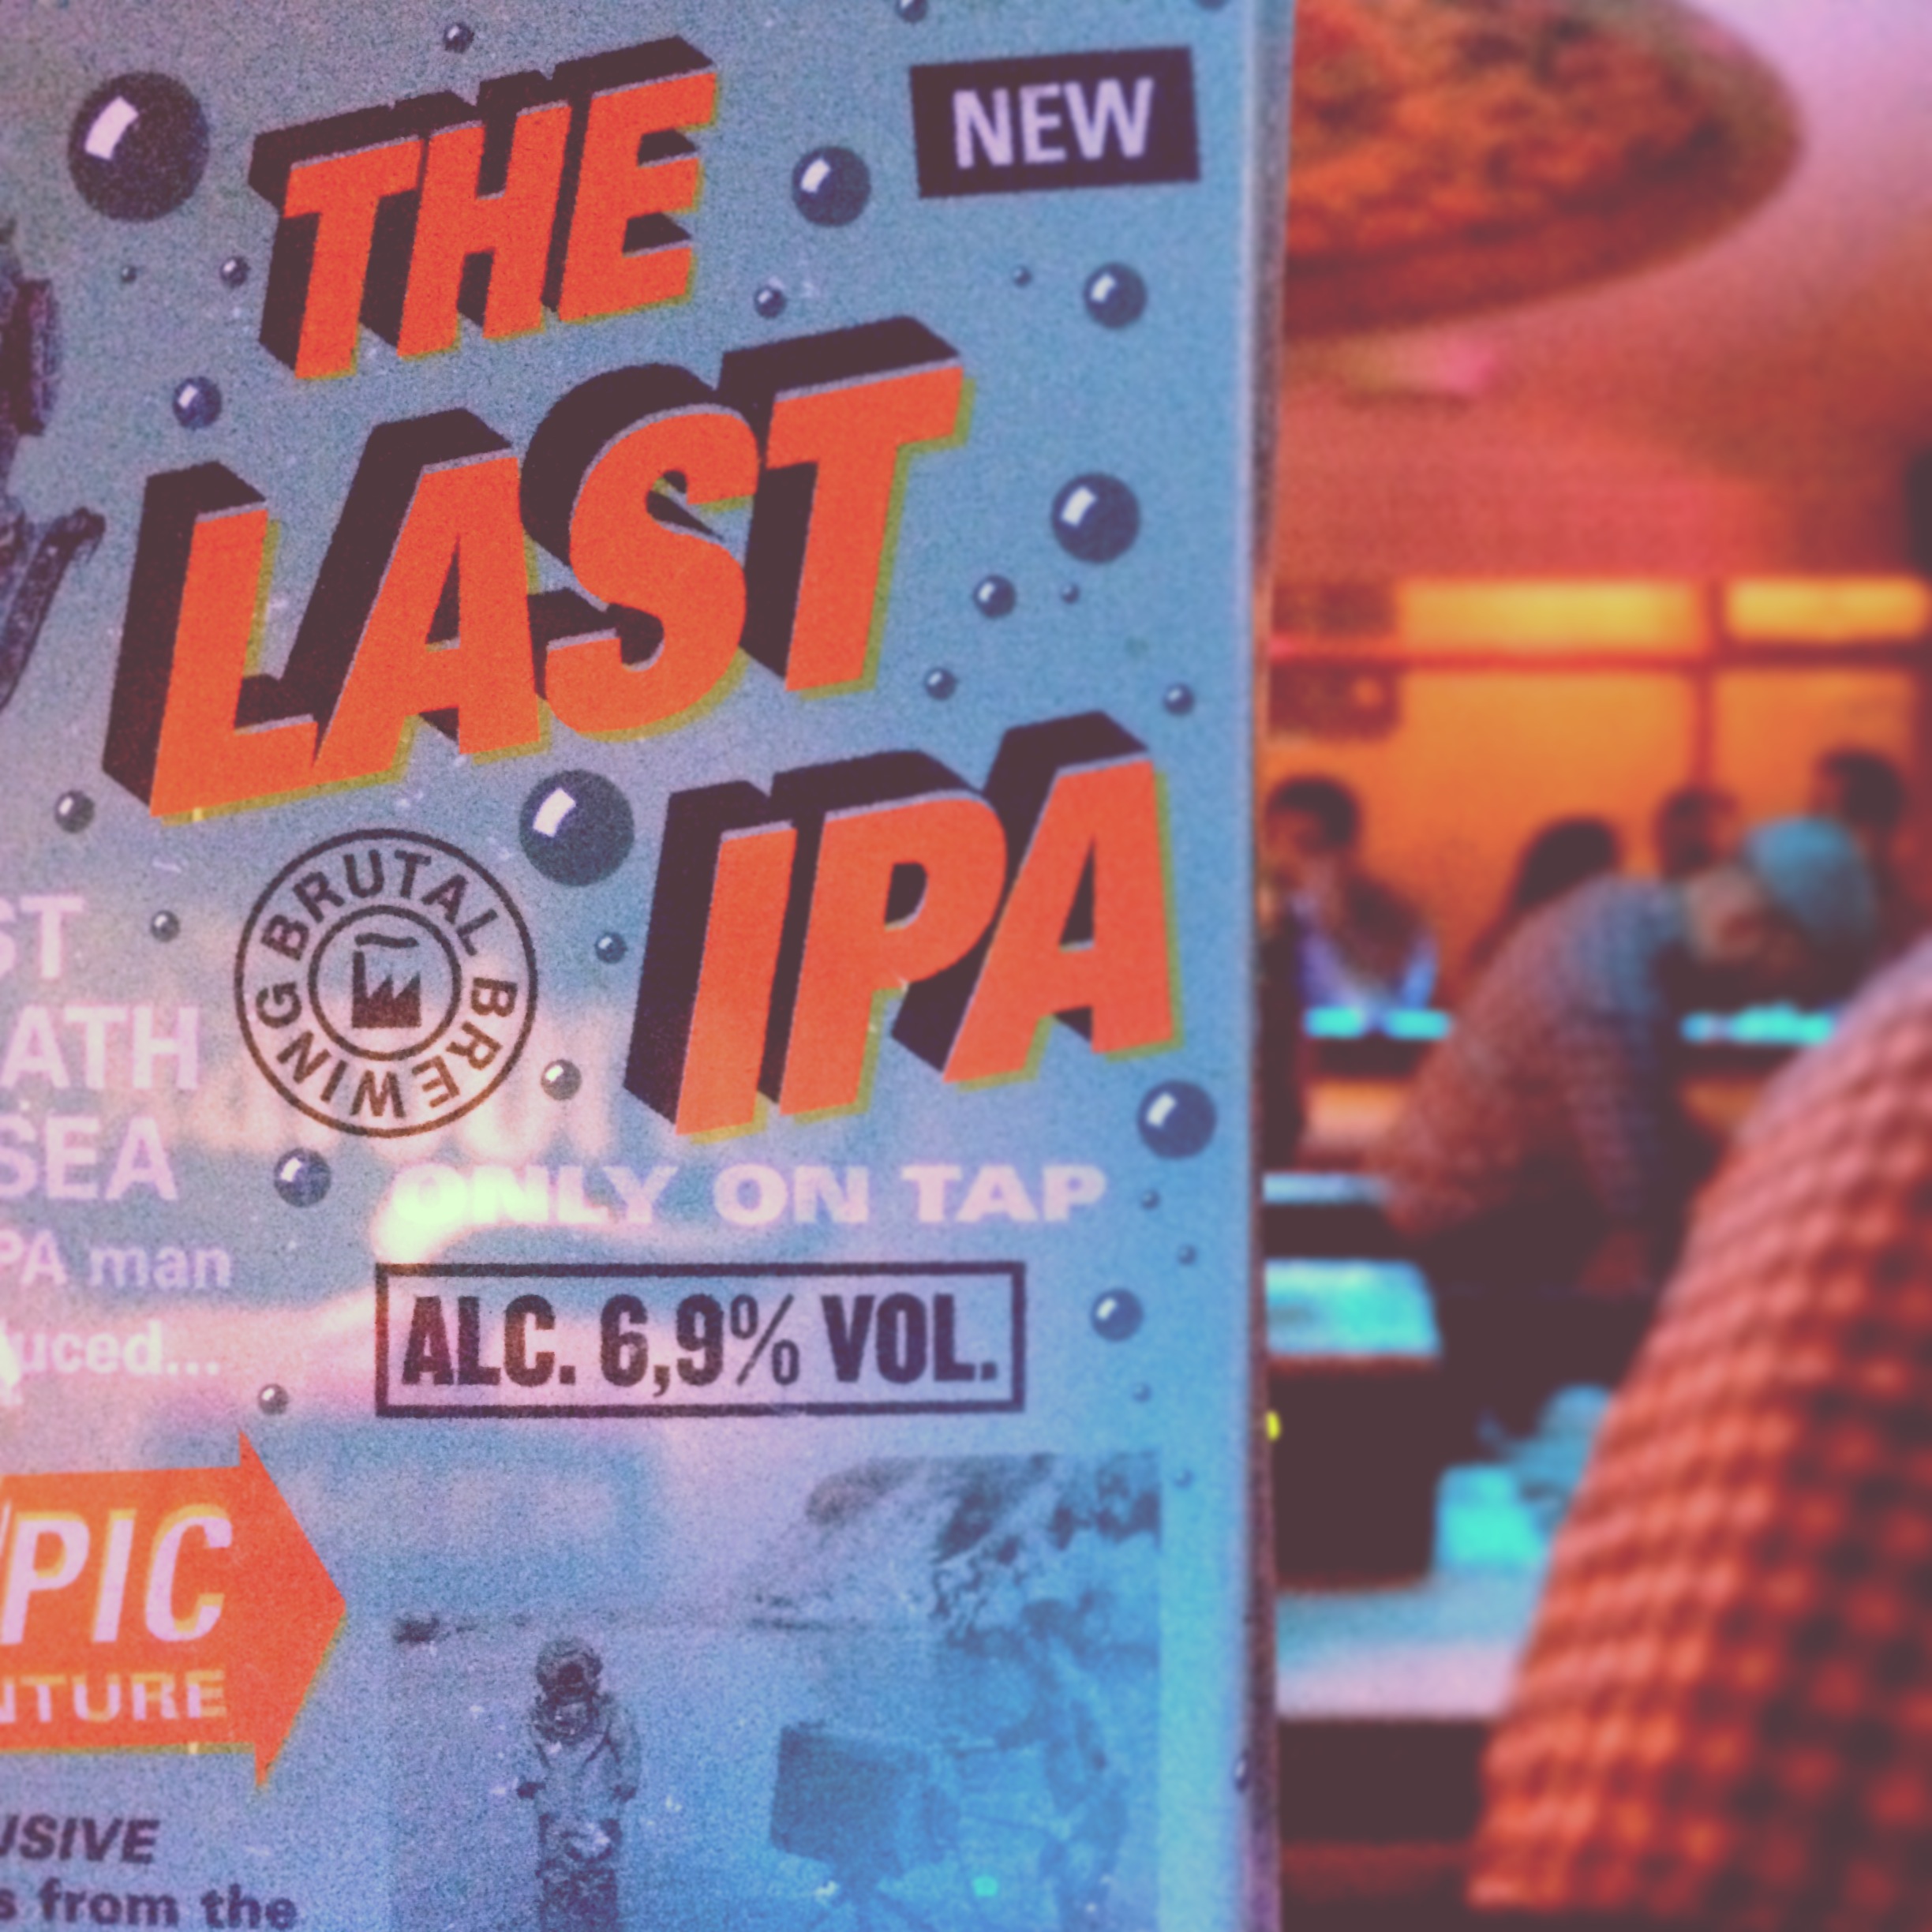 THE
NEW
LAST
IPA
BRUTAL BREWING
ST
ATH
SEA
PA man
uced...
ONLY ON TAP
ALC. 6,9% VOL.
PIC
NTURE
USIVE
s from the